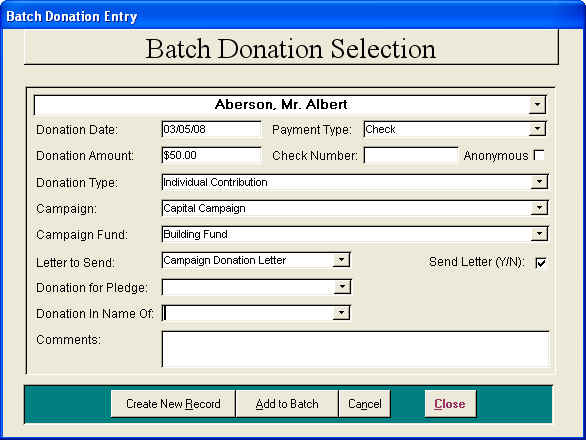 Batch Donation Entry
Batch Donation Selection
Aberson, Mr. Albert
Donation Date: 03/05/08 Payment Type: Check
Donation Amount: $50.00 Check Number: Anonymous
Donation Type: Individual Contribution
Campaign: Capital Campaign
Campaign Fund: Building Fund
Letter to Send: Campaign Donation Letter Send Letter (Y/N):
Donation for Pledge:
Donation In Name Of:
Comments:
Create New Record Add to Batch Cancel Close